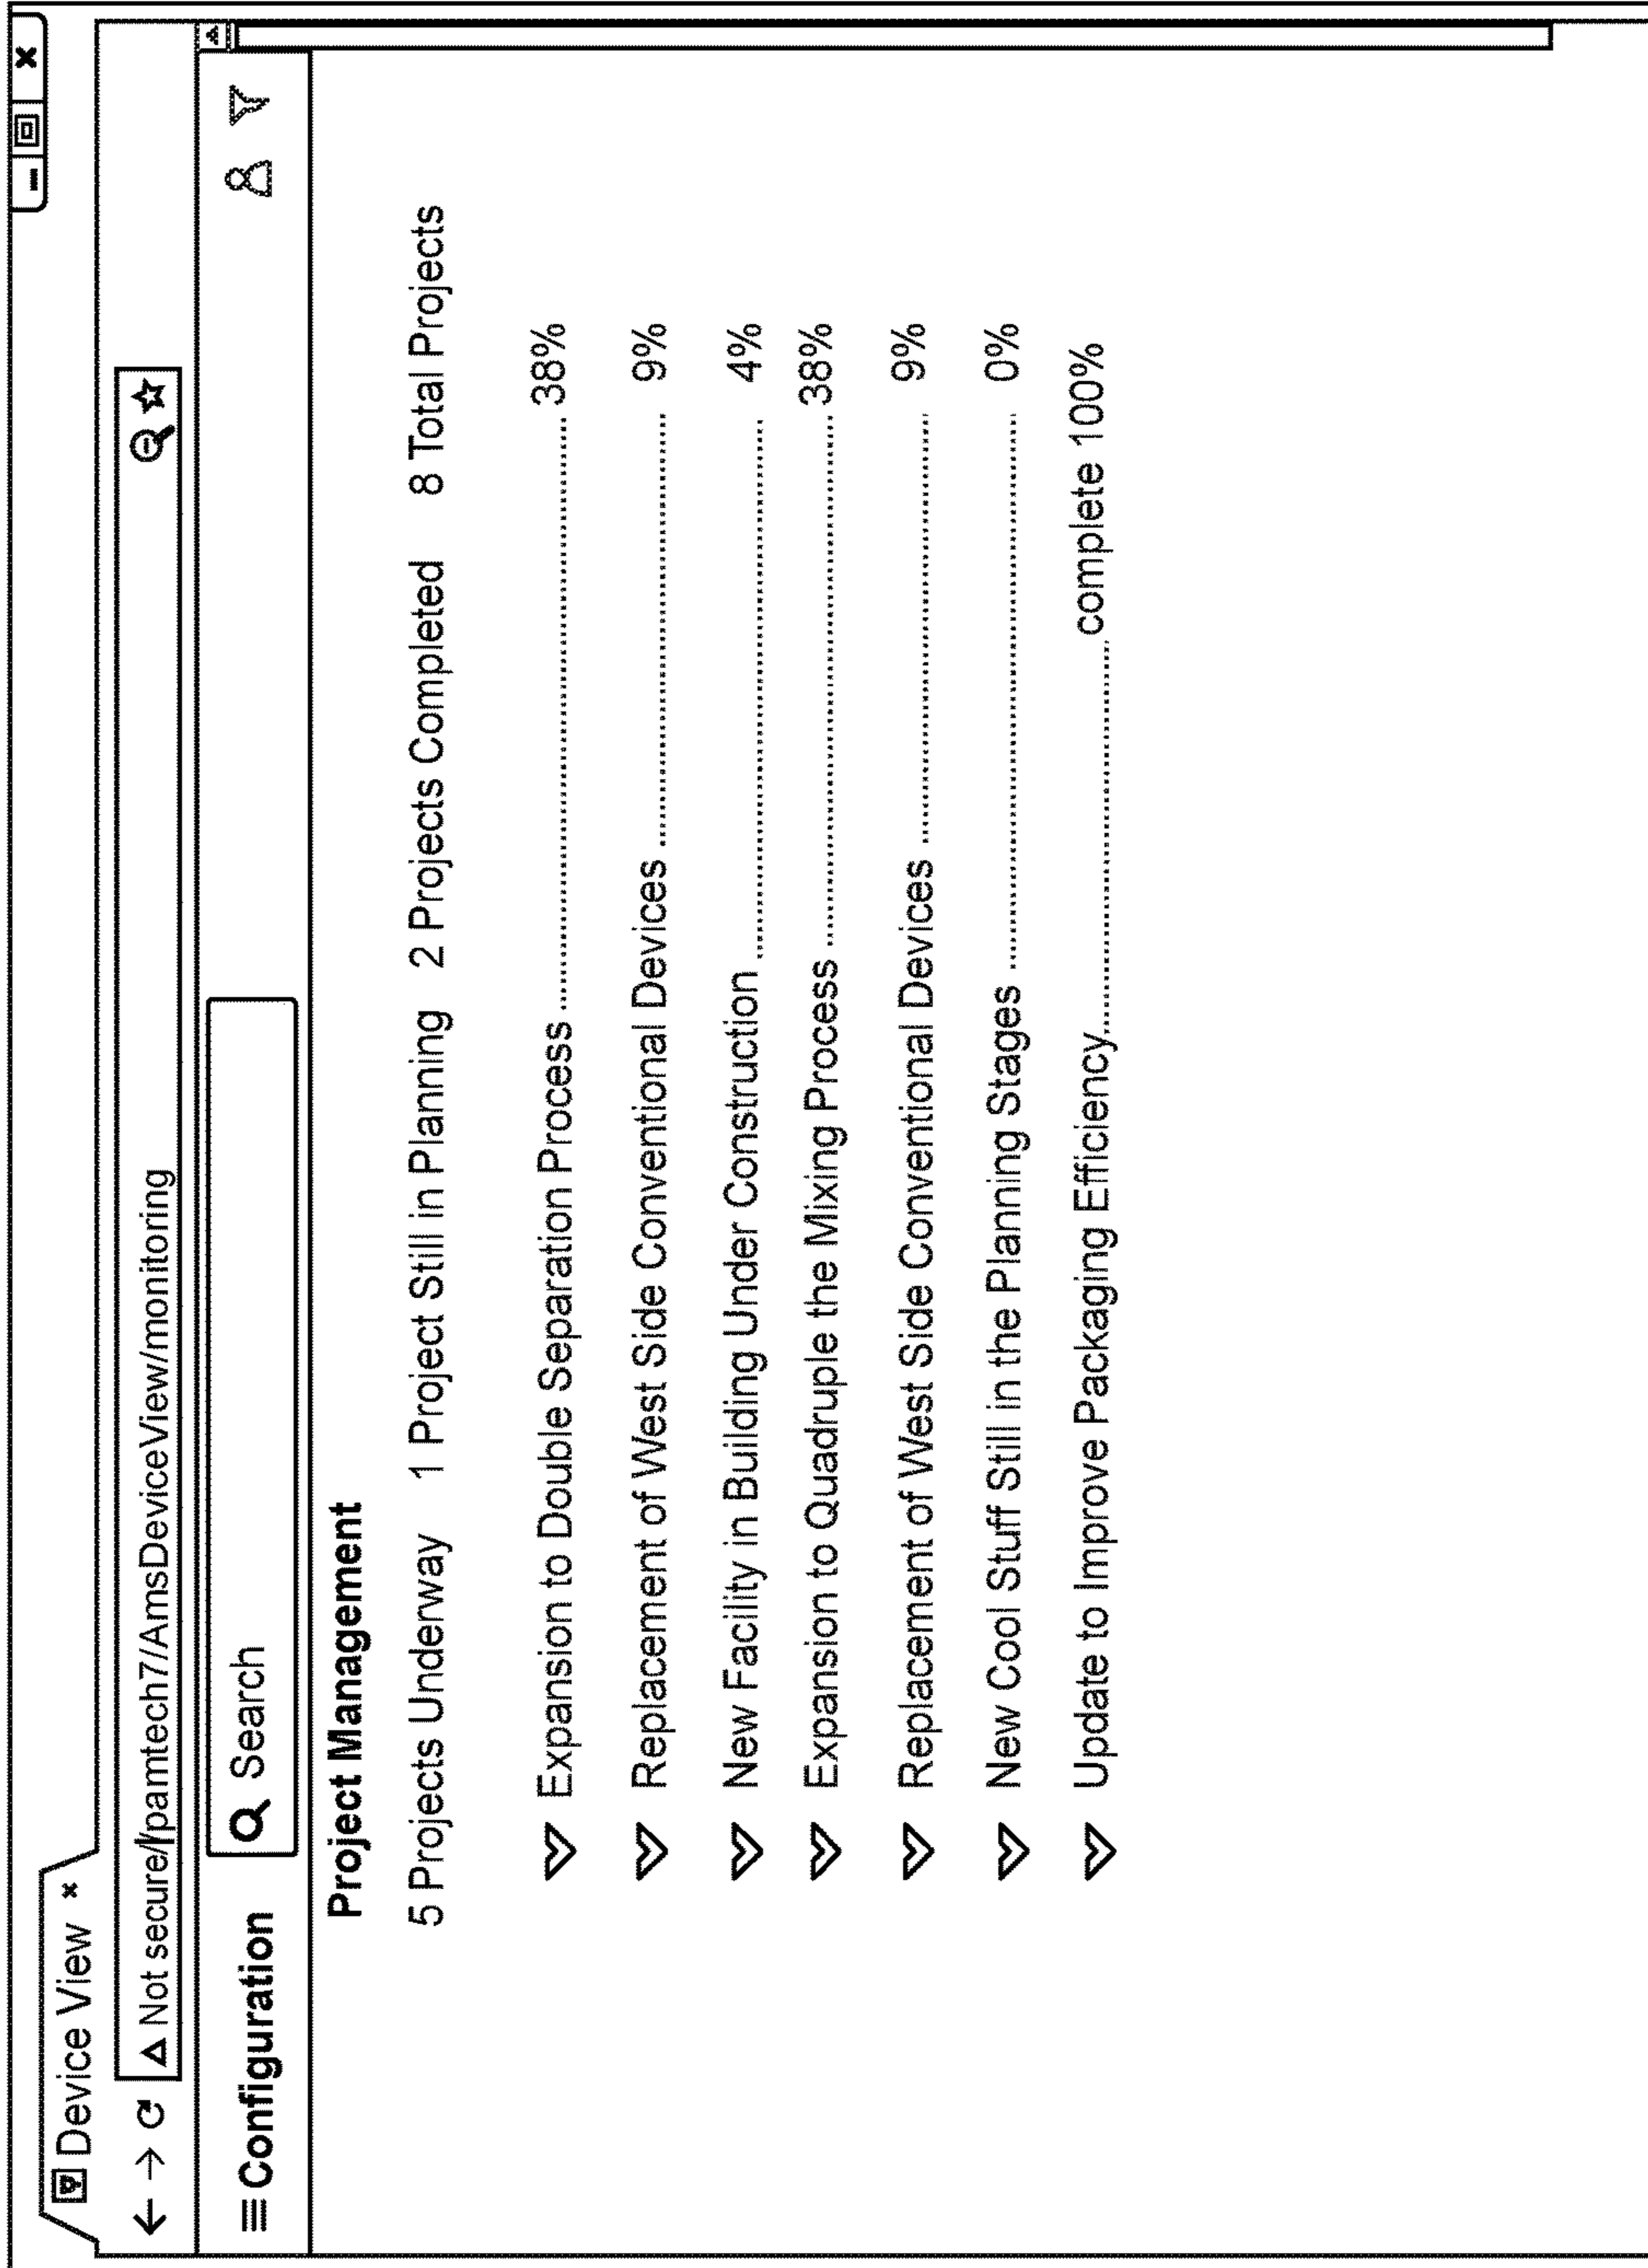 Device View ×
Not secure//pamtech7/AmsDeviceView/monitoring
Configuration Search
Project Management
5 Projects Underway 1 Project Still in Planning 2 Projects Completed 8 Total Projects
Expansion to Double Separation Process 38%
Replacement of West Side Conventional Devices 9%
New Facility in Building Under Construction 4%
Expansion to Quadruple the Mixing Process 38%
Replacement of West Side Conventional Devices 9%
New Cool Stuff Still in the Planning Stages 0%
Update to Improve Packaging Efficiency complete 100%